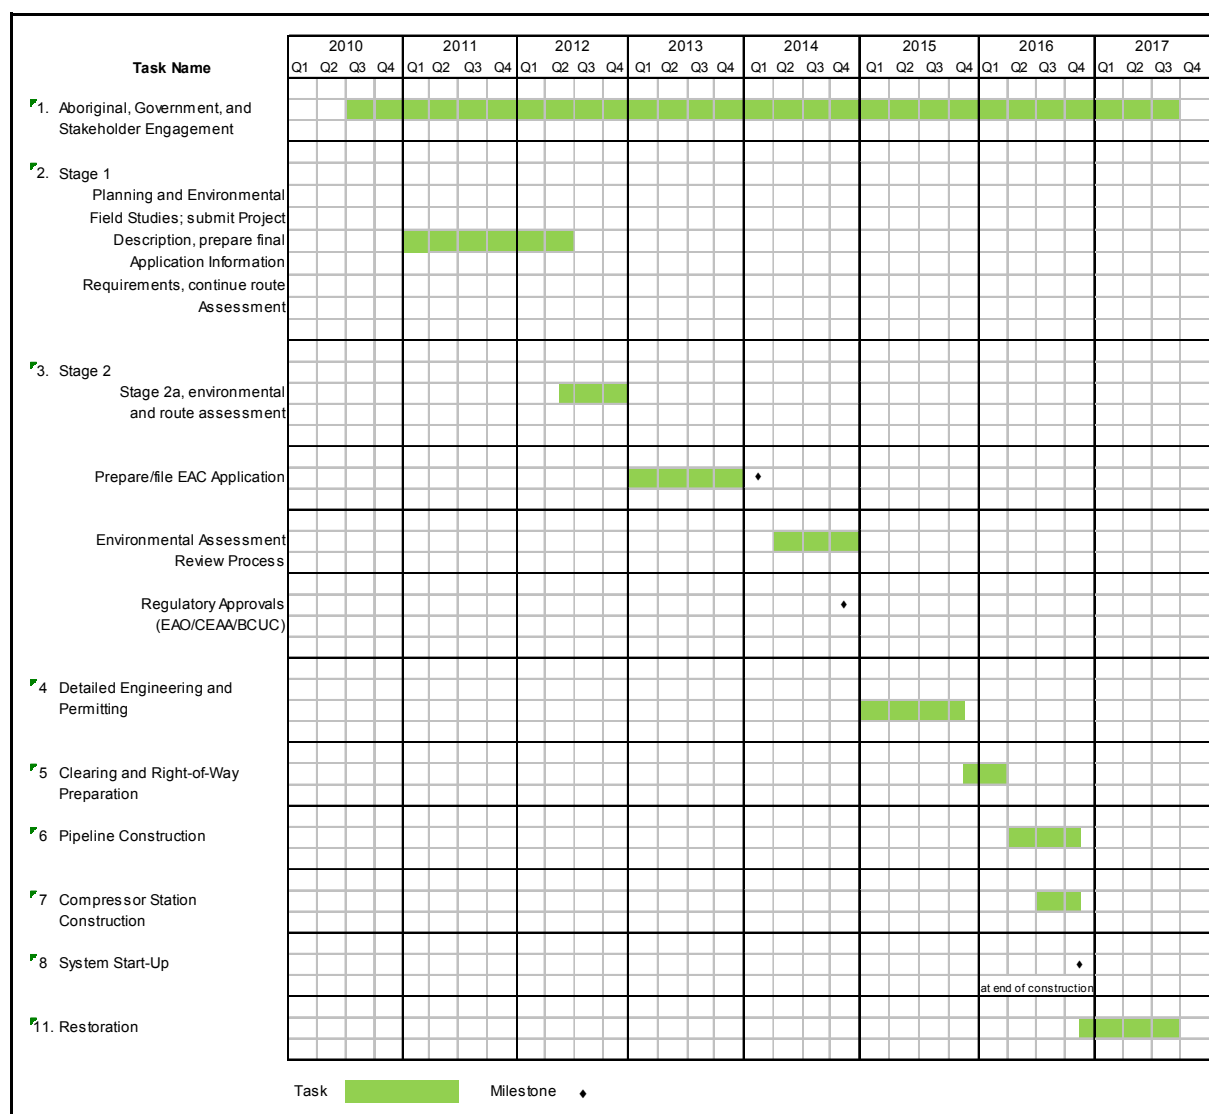 2010 2011 2012 2013 2014 2015 2016 2017
Task Name Q1 Q2 Q3 Q4 Q1 Q2 Q3 Q4 Q1 Q2 Q3 Q4 Q1 Q2 Q3 Q4 Q1 Q2 Q3 Q4 Q1 Q2 Q3 Q4 Q1 Q2 Q3 Q4 Q1 Q2 Q3 Q4
1. Aboriginal, Government, and
Stakeholder Engagement
2. Stage 1
Planning and Environmental
Field Studies; submit Project
Description, prepare final
Application Information
Requirements, continue route
Assessment
3. Stage 2
Stage 2a, environmental
and route assessment
Prepare/file EAC Application
Environmental Assessment
Review Process
Regulatory Approvals
(EAO/CEAA/BCUC)
4 Detailed Engineering and
Permitting
5 Clearing and Right-of-Way
Preparation
6 Pipeline Construction
7 Compressor Station
Construction
8 System Start-Up
at end of construction
11. Restoration
Task Milestone